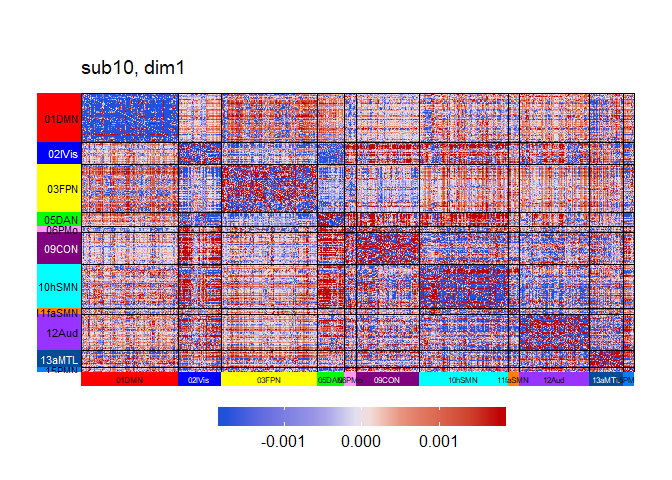 sub10, dim1
01DMN
02lVis
03FPN
05DAN
06PMo
09CON
10hSMN
11faSMN
12Aud
13aMTL
15PMN
01DMN 02lVis 03FPN 05DAN 06PMo 09CON 10hSMN 11faSMN 12Aud 13aMTL
-0.001 0.000 0.001